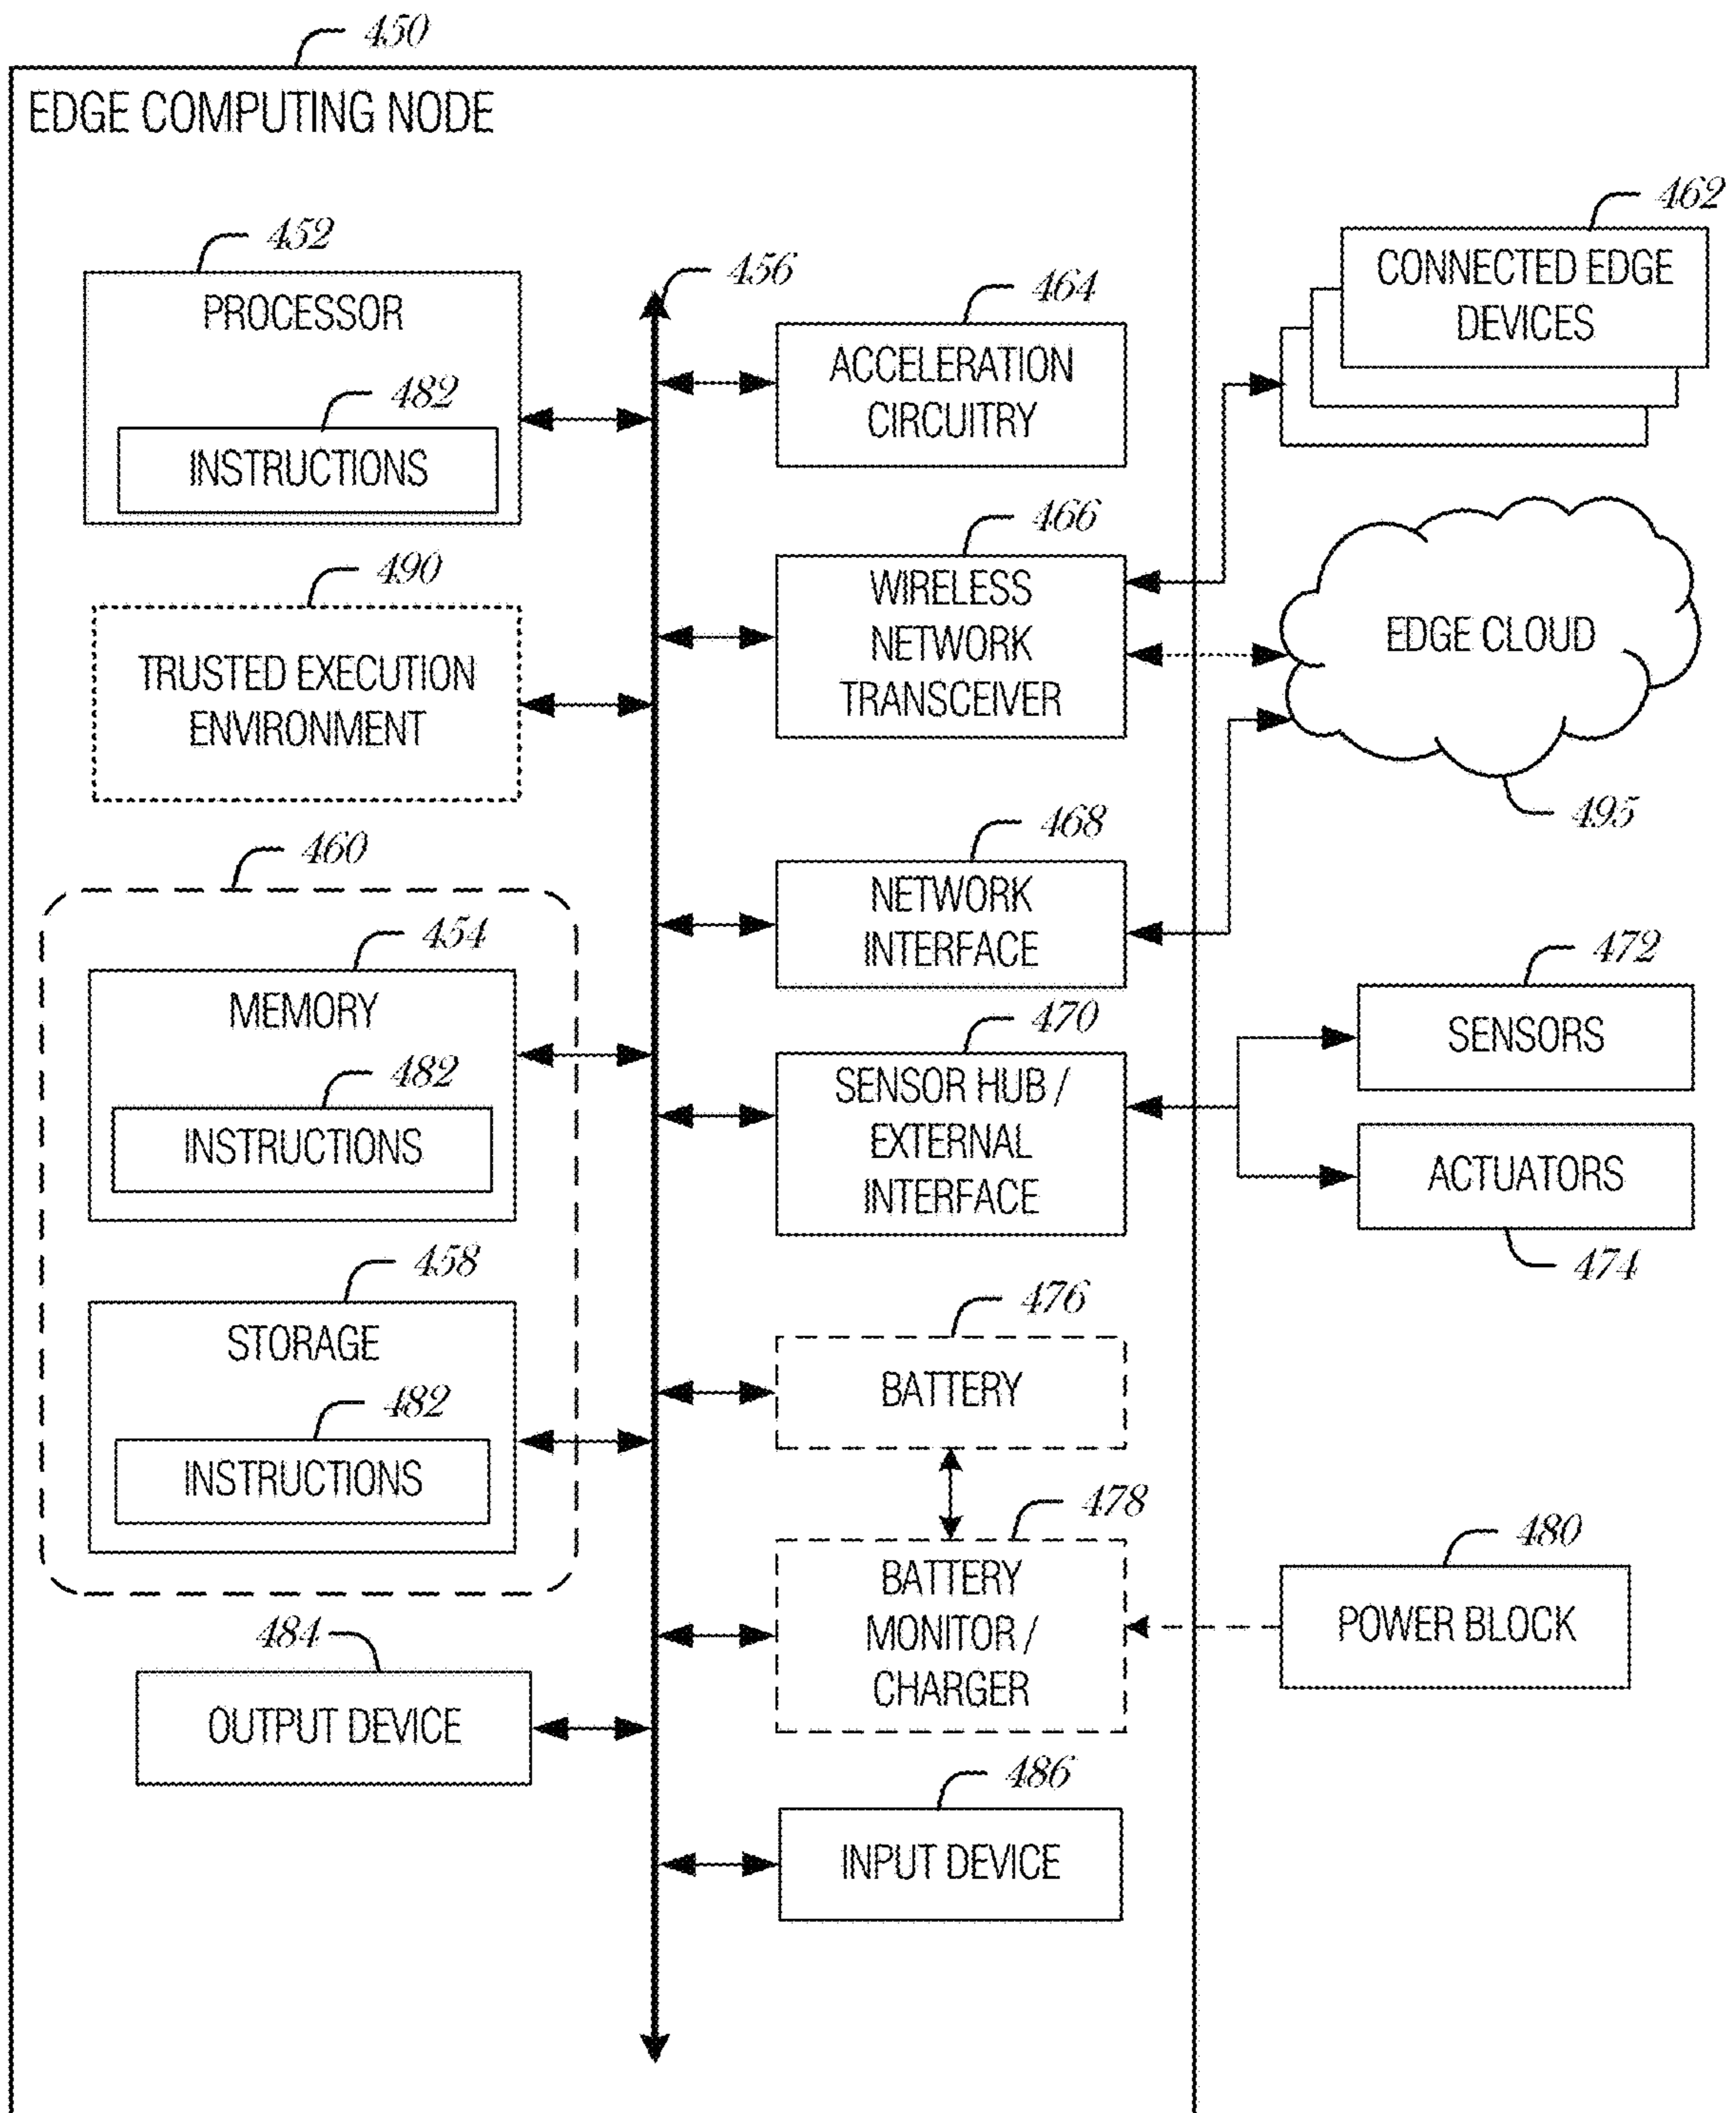 450
EDGE COMPUTING NODE
452
PROCESSOR
482
INSTRUCTIONS
490
TRUSTED EXECUTION
ENVIRONMENT
460
454
MEMORY
482
INSTRUCTIONS
458
STORAGE
482
INSTRUCTIONS
484
OUTPUT DEVICE
456
464
ACCELERATION
CIRCUITRY
466
WIRELESS
NETWORK
TRANSCEIVER
468
NETWORK
INTERFACE
470
SENSOR HUB /
EXTERNAL
INTERFACE
476
BATTERY
478
BATTERY
MONITOR /
CHARGER
486
INPUT DEVICE
462
CONNECTED EDGE
DEVICES
EDGE CLOUD
495
472
SENSORS
ACTUATORS
474
480
POWER BLOCK